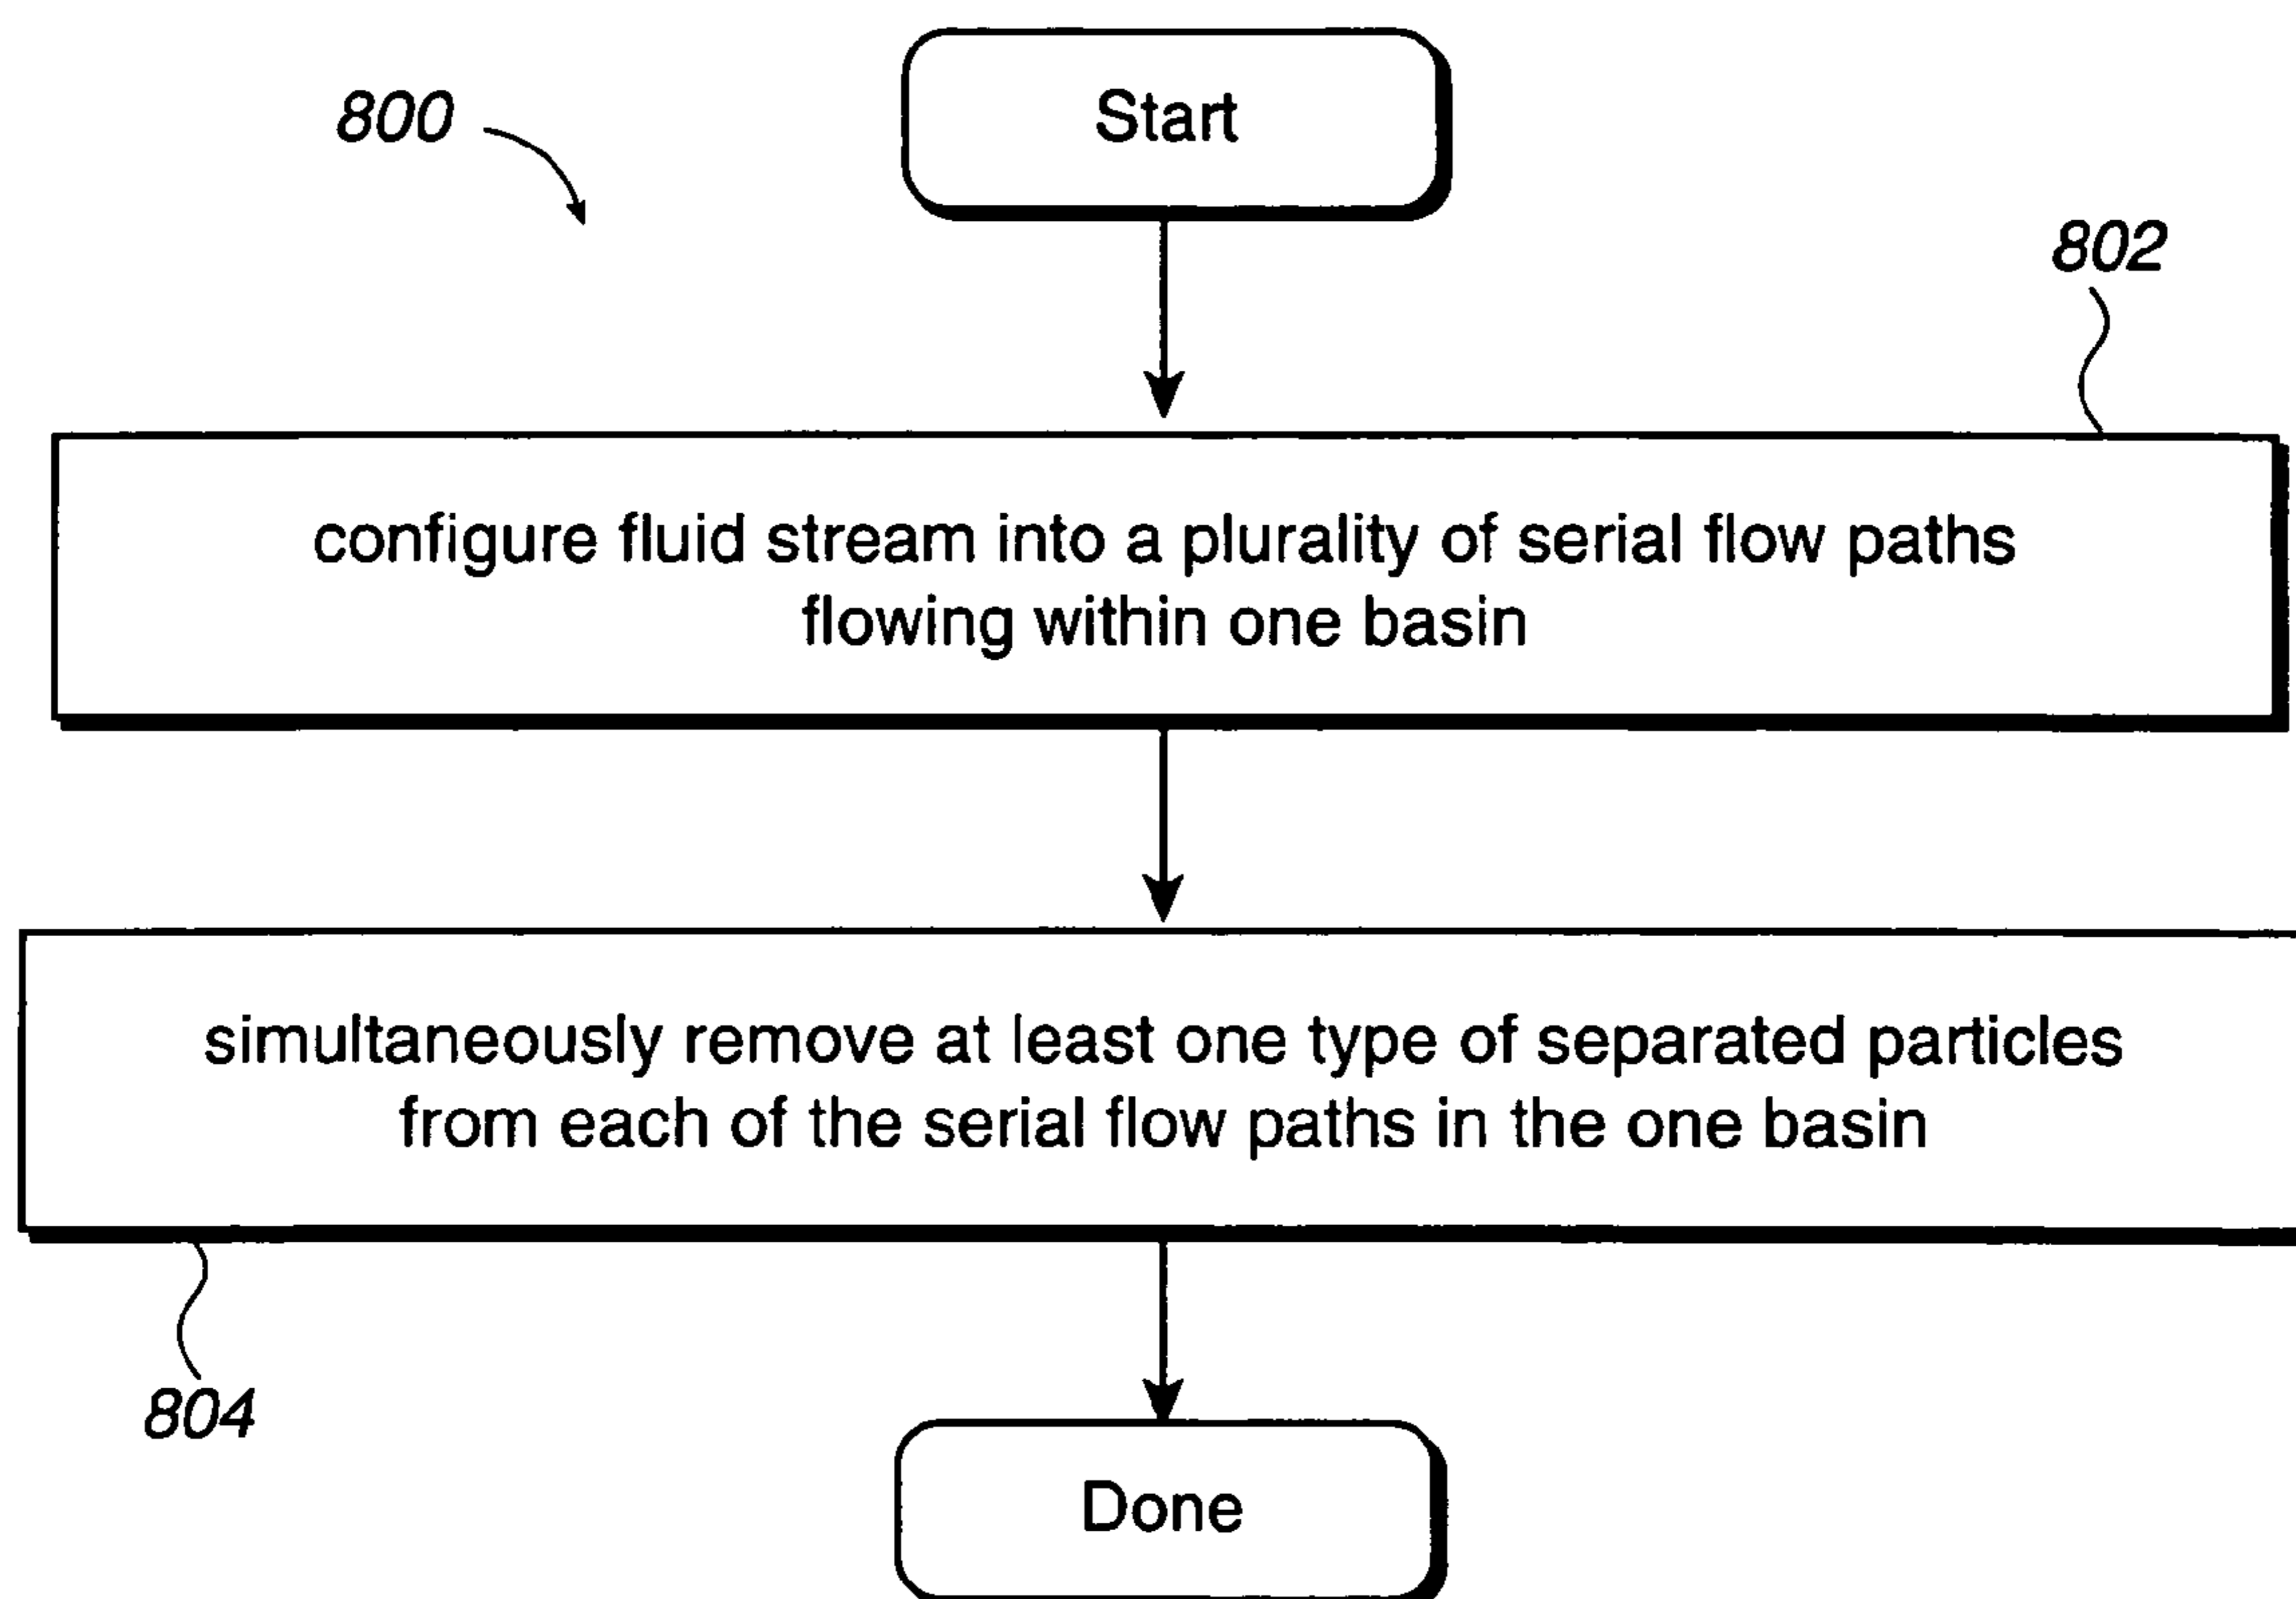 Start
800
802
configure fluid stream into a plurality of serial flow paths
flowing within one basin
simultaneously remove at least one type of separated particles
from each of the serial flow paths in the one basin
804
Done